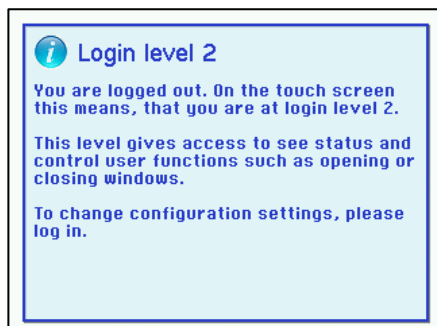 Login level 2
You are logged out. On the touch screen
this means, that you are at login level 2.
This level gives access to see status and
control user functions such as opening or
closing windows.
To change configuration settings, please
log in.